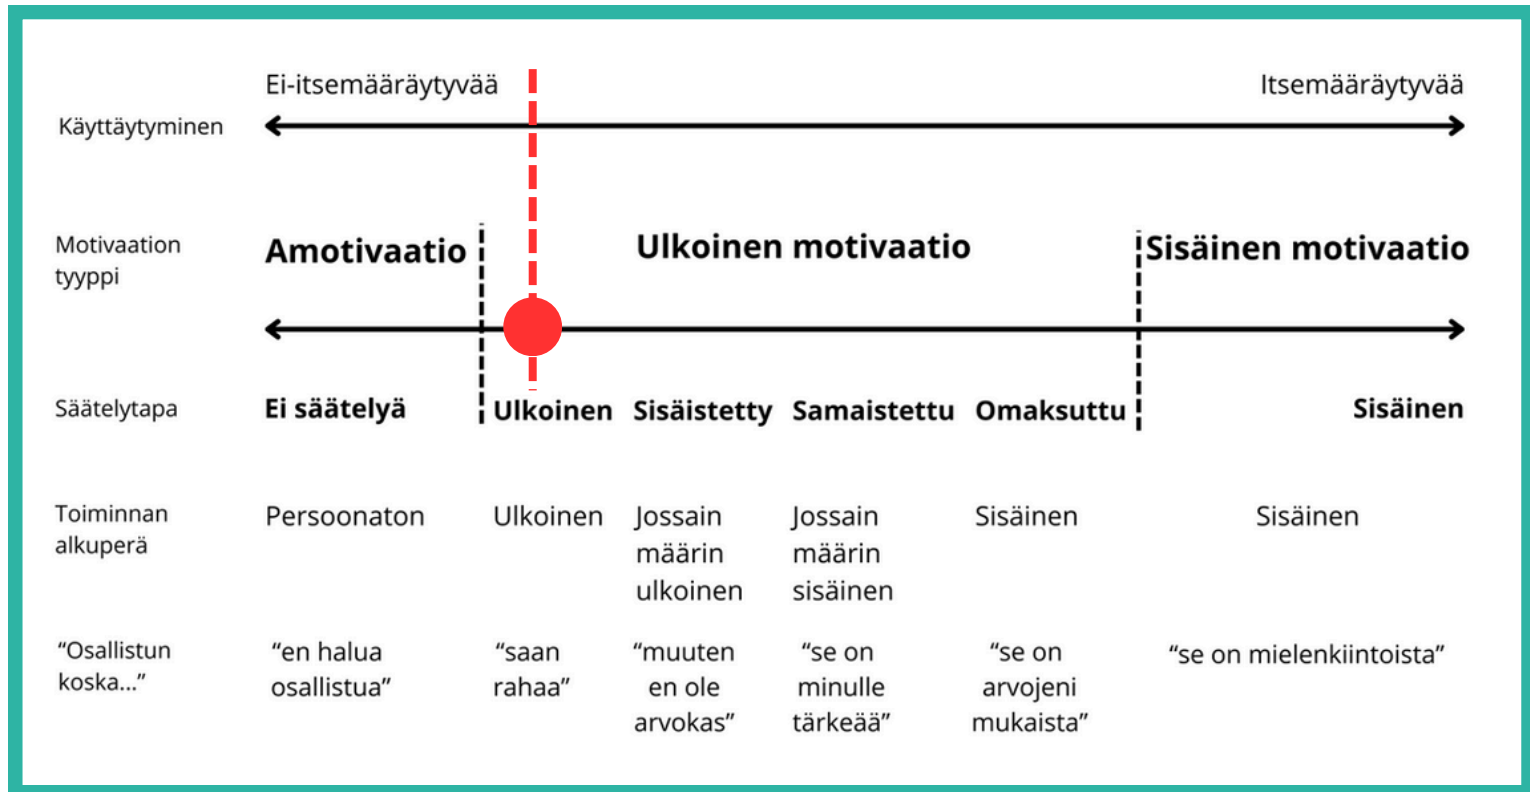 Ei-itsemääräytyvää Itsemääräytyvää
Käyttäytyminen
Motivaation
tyyppi
Amotivaatio Ulkoinen motivaatio Sisäinen motivaatio
Säätelytapa Ei säätelyä Ulkoinen Sisäistetty Samaistettu Omaksuttu Sisäinen
Toiminnan
alkuperä
Persoonaton
Ulkoinen
Jossain
määrin
ulkoinen
Jossain
määrin
sisäinen
Sisäinen
Sisäinen
“Osallistun
koska...”
“en halua
osallistua”
“saan
rahaa”
“muuten
en ole
arvokas”
“se on
minulle
tärkeää”
“se on
arvojeni
mukaista”
“se on mielenkiintoista”